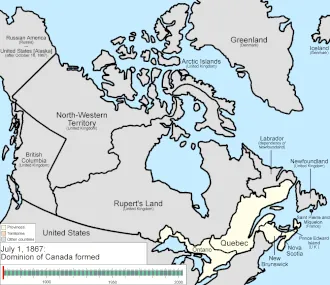 Russian America
(Russia)
United States (Alaska)
(after October 18, 1867)
Greenland
(Denmark)
Iceland
(Denmark)
Arctic Islands
(United Kingdom)
North-Western
Territory
(United Kingdom)
British
Columbia
(United Kingdom)
Rupert's Land
(United Kingdom)
Labrador
(dependency of
Newfoundland)
Newfoundland
(United Kingdom)
Saint Pierre and
Miquelon
(France)
Prince Edward
Island
(U.K.)
Nova
Scotia
New
Brunswick
Quebec
Ontario
United States
Provinces
Territories
Other countries
July 1, 1867:
Dominion of Canada formed
1900
1950
2000